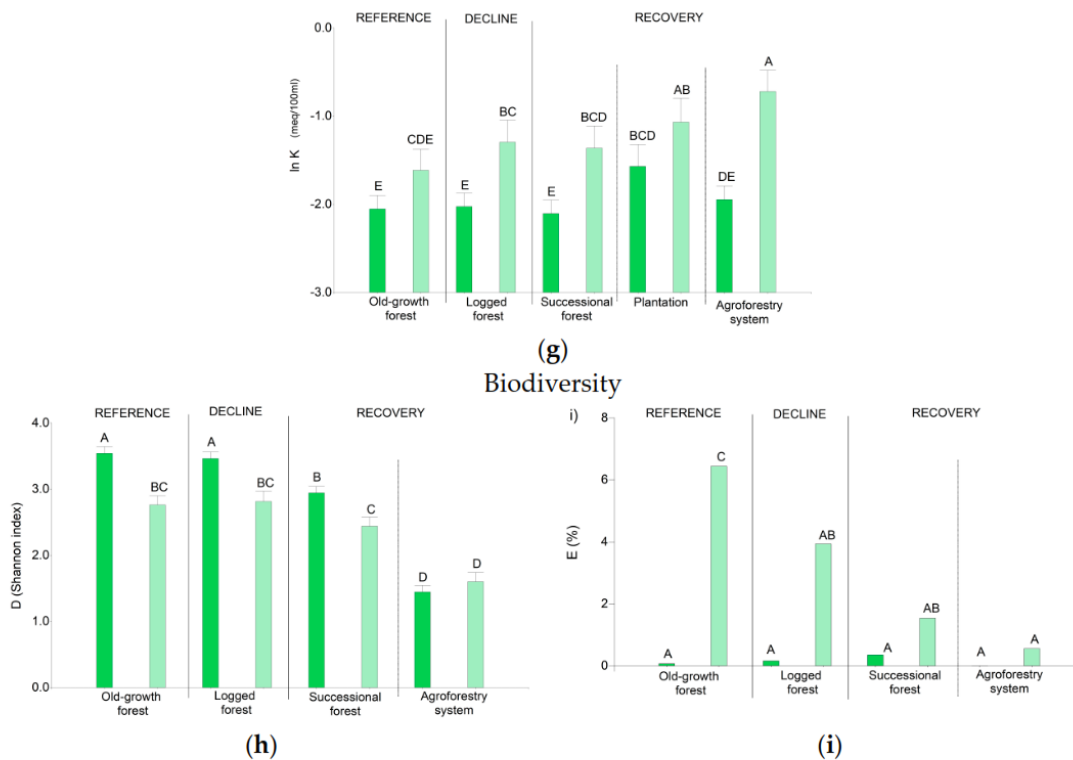 REFERENCE DECLINE RECOVERY
0.0
-1.0
-2.0
-3.0
ln K (meq/100ml)
E CDE E BC E BCD BCD AB DE A
Old-growth forest
Logged forest
Successional forest
Plantation
Agroforestry system
(g)
Biodiversity
REFERENCE DECLINE RECOVERY
4.0
3.0
2.0
1.0
0.0
D (Shannon index)
A BC A BC B C D D
Old-growth forest
Logged forest
Successional forest
Agroforestry system
(h)
i)
REFERENCE DECLINE RECOVERY
8
6
4
2
0
E (%)
A C A AB A AB A A
Old-growth forest
Logged forest
Successional forest
Agroforestry system
(i)